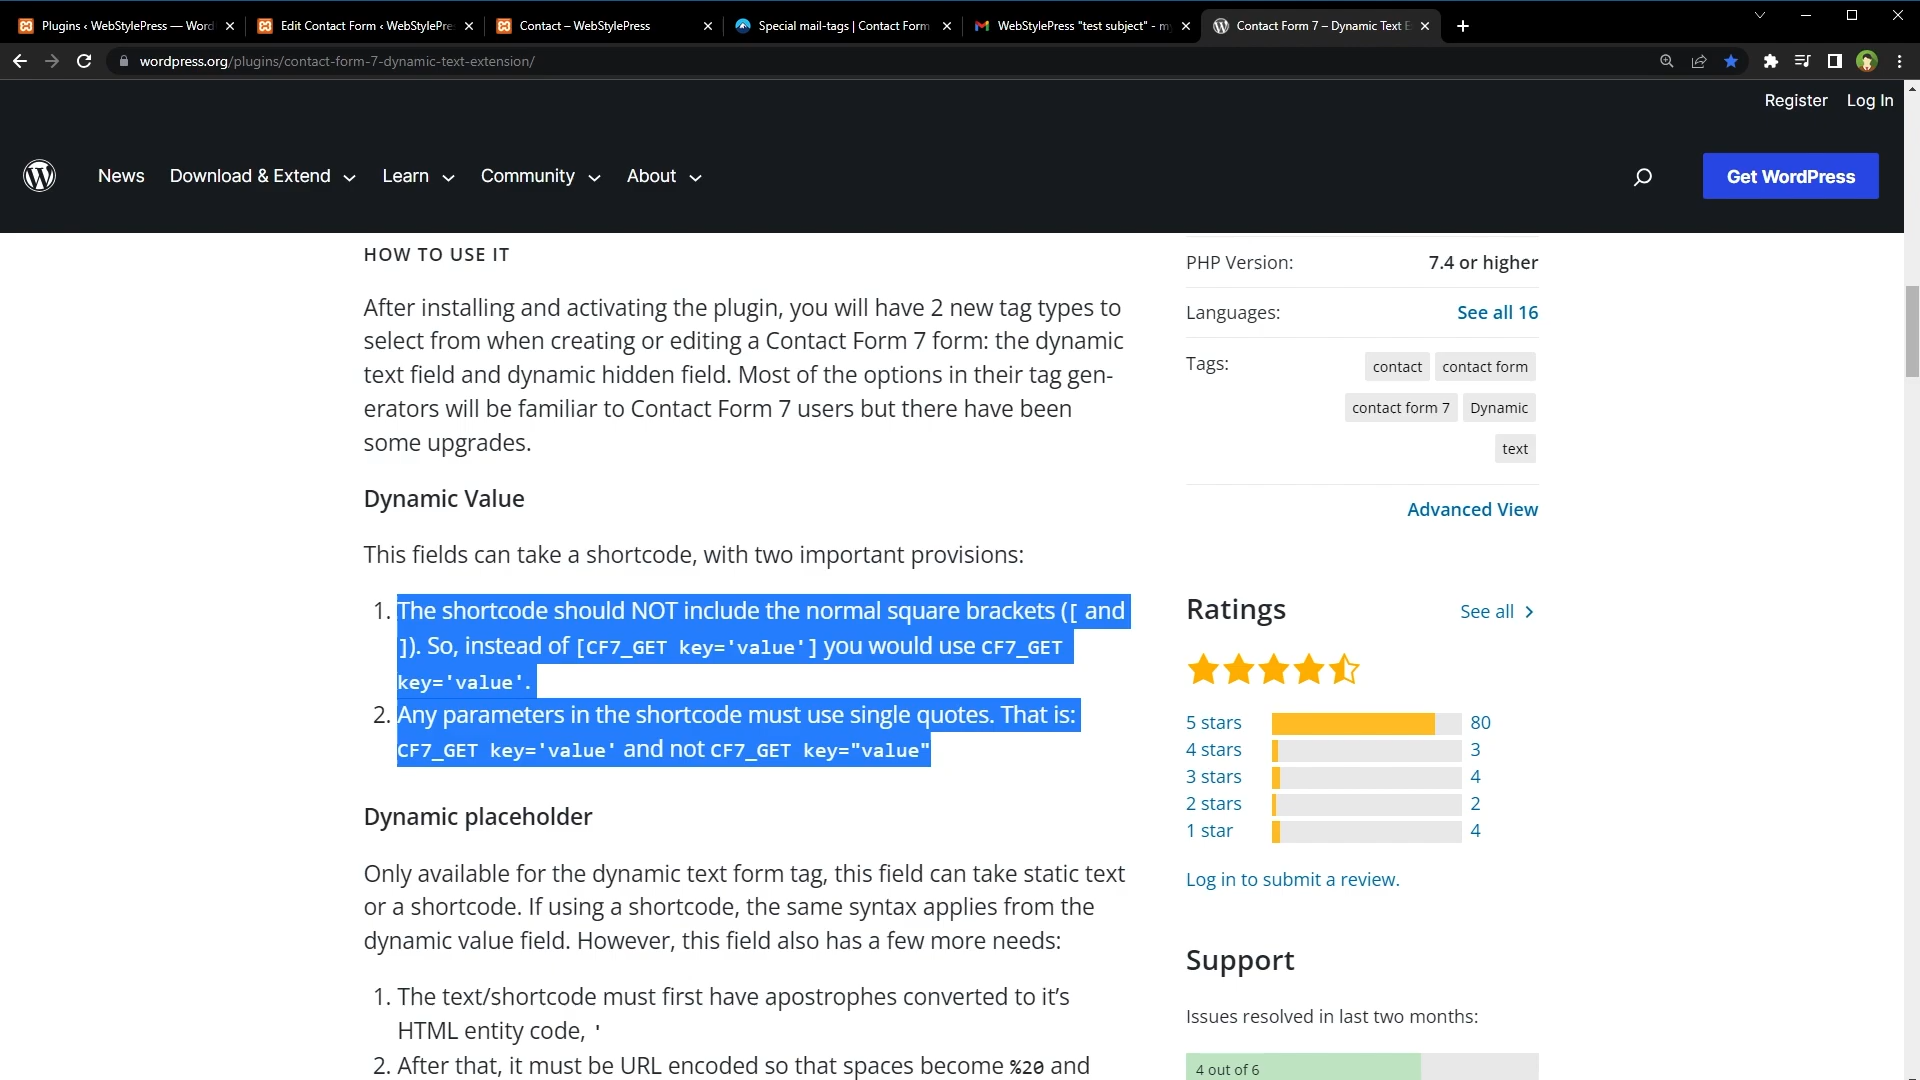 Plugins ‹ WebStylePress — Word
Edit Contact Form ‹ WebStylePre
Contact – WebStylePress
Special mail-tags | Contact Form
WebStylePress "test subject" - m
Contact Form 7 – Dynamic Text E
wordpress.org/plugins/contact-form-7-dynamic-text-extension/
Register Log In
News Download & Extend Learn Community About
Get WordPress
HOW TO USE IT
After installing and activating the plugin, you will have 2 new tag types to
select from when creating or editing a Contact Form 7 form: the dynamic
text field and dynamic hidden field. Most of the options in their tag gen-
erators will be familiar to Contact Form 7 users but there have been
some upgrades.
Dynamic Value
This fields can take a shortcode, with two important provisions:
1. The shortcode should NOT include the normal square brackets ([ and
]). So, instead of [CF7_GET key='value'] you would use CF7_GET
key='value'.
2. Any parameters in the shortcode must use single quotes. That is:
CF7_GET key='value' and not CF7_GET key="value"
Dynamic placeholder
Only available for the dynamic text form tag, this field can take static text
or a shortcode. If using a shortcode, the same syntax applies from the
dynamic value field. However, this field also has a few more needs:
1. The text/shortcode must first have apostrophes converted to it’s
HTML entity code, '
2. After that, it must be URL encoded so that spaces become %20 and
PHP Version: 7.4 or higher
Languages: See all 16
Tags: contact contact form
contact form 7 Dynamic
text
Advanced View
Ratings See all
5 stars 80
4 stars 3
3 stars 4
2 stars 2
1 star 4
Log in to submit a review.
Support
Issues resolved in last two months:
4 out of 6